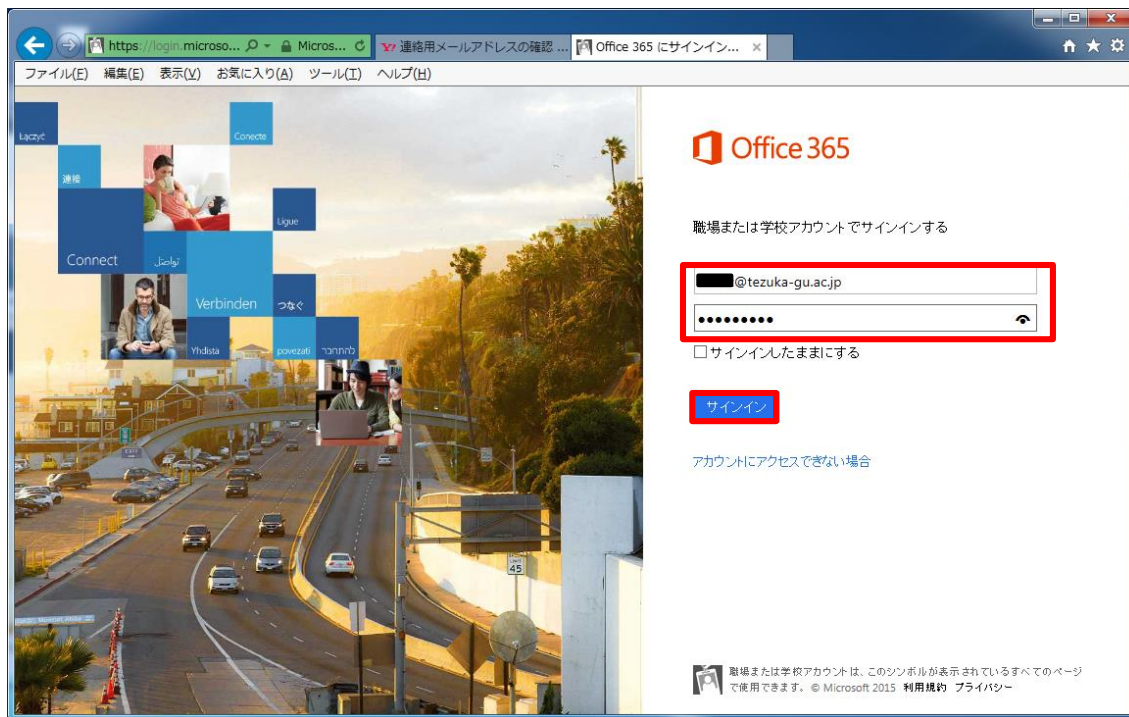 https://login.microso...
Micros...
連絡用メールアドレスの確認 ...
Office 365 にサインイン...
ファイル(F) 編集(E) 表示(V) お気に入り(A) ツール(T) ヘルプ(H)
Łączyć
Conecte
連接
Ligue
Connect
تواصل
Verbinden
つなぐ
Yhdistä
povezati
להתחבר
SPEED
LIMIT
45
Office 365
職場または学校アカウントでサインインする
@tezuka-gu.ac.jp
サインインしたままにする
サインイン
アカウントにアクセスできない場合
職場または学校アカウントは、このシンボルが表示されているすべてのページ
で使用できます。© Microsoft 2015 利用規約 プライバシー